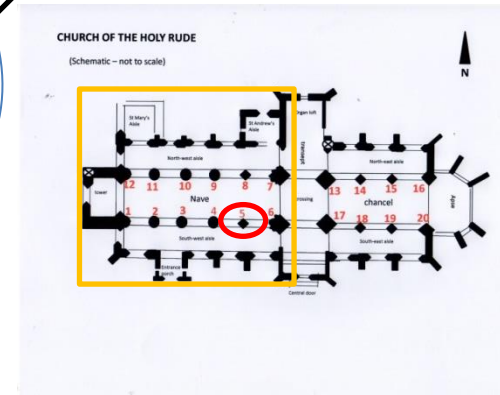 CHURCH OF THE HOLY RUDE
(Schematic – not to scale)
N
St Mary's
Aisle
St Andrew's
Aisle
Organ loft
Transept
North-west aisle
North-east aisle
12 11 10 9 8 7
13 14 15 16
tower
Nave
crossing
chancel
Apse
1 2 3 4 5 6
17 18 19 20
South-west aisle
South-east aisle
Entrance
porch
Central door